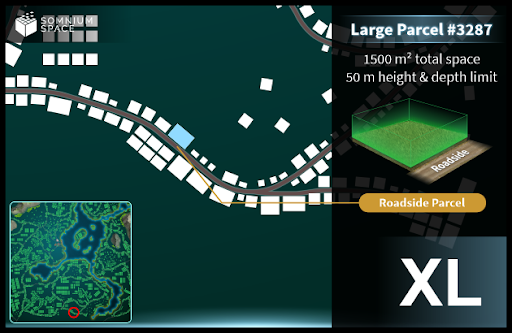 SOMNIUM
SPACE
Large Parcel #3287
1500 m² total space
50 m height & depth limit
Roadside
Roadside Parcel
XL